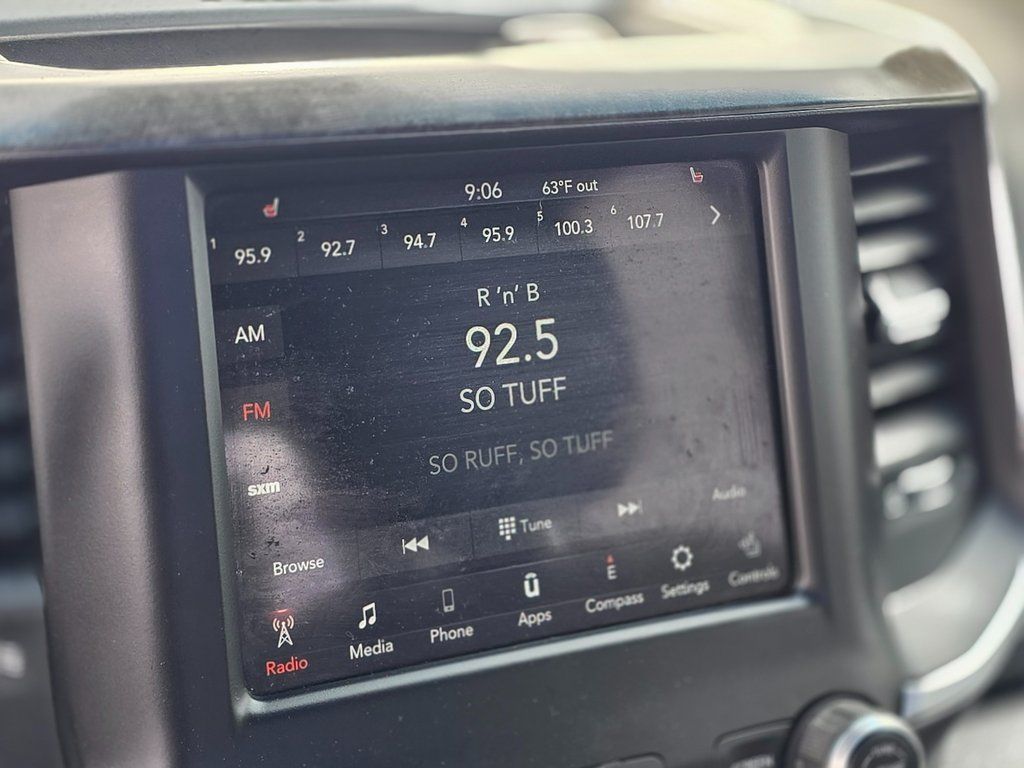 9:06 63°F out
1 95.9 2 92.7 3 94.7 4 95.9 5 100.3 6 107.7
R 'n' B
AM
92.5
FM
SO TUFF
SO RUFF, SO TUFF
sxm
Audio
Browse Tune
E
Radio Media Phone Apps Compass Settings Controls